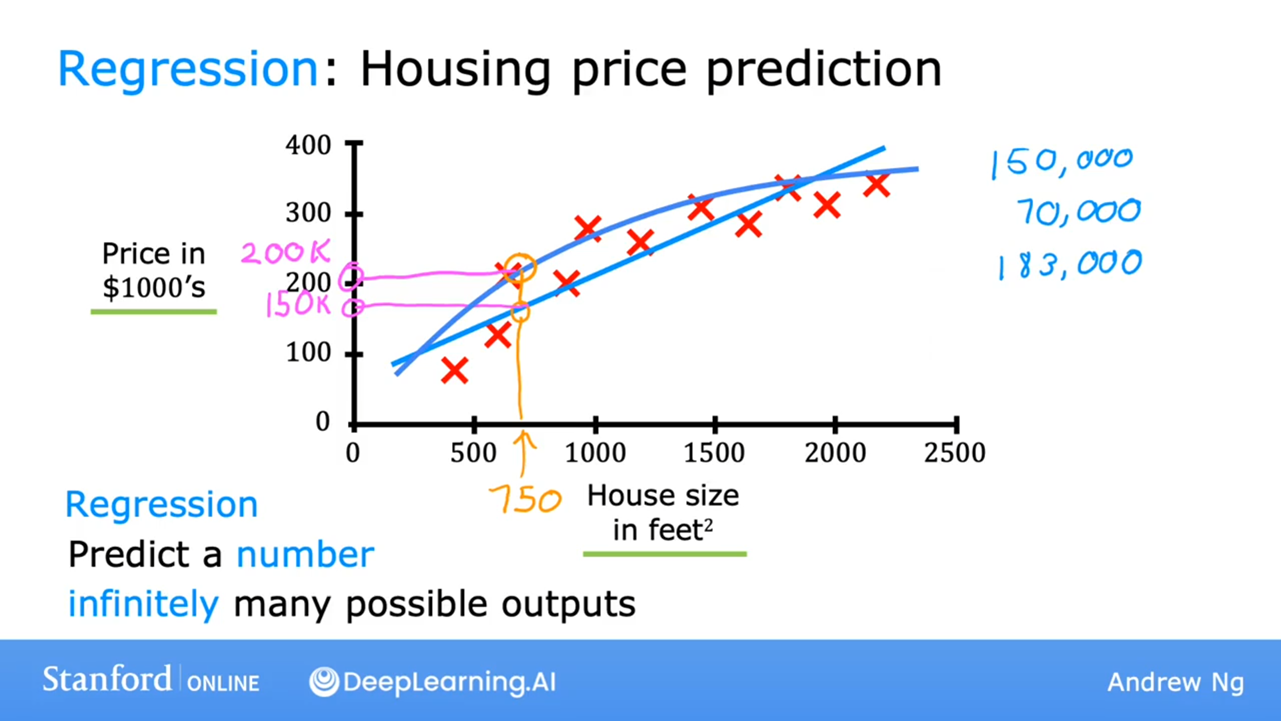 Regression: Housing price prediction
400
300
200
100
0
Price in
$1000's
200K
150K
150,000
70,000
183,000
0 500 1000 1500 2000 2500
750
House size
in feet²
Regression
Predict a number
infinitely many possible outputs
Stanford | ONLINE
DeepLearning.AI
Andrew Ng